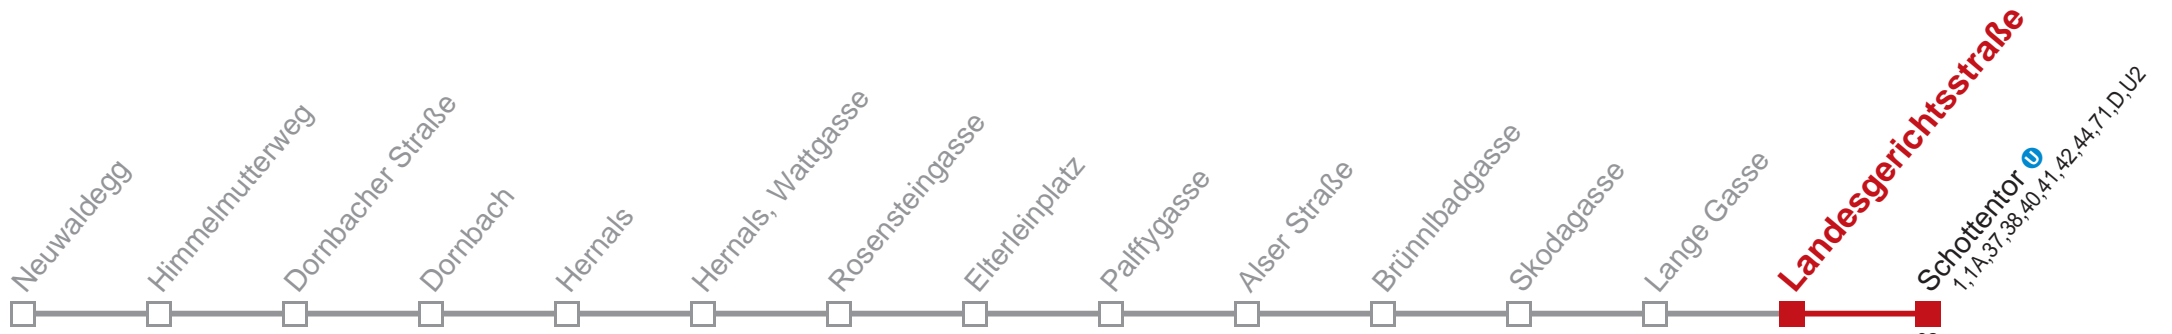 Neuwaldegg
Himmelmutterweg
Dornbacher Straße
Dornbach
Hernals
Hernals, Wattgasse
Rosensteingasse
Elterleinplatz
Palffygasse
Alser Straße
Brünnlbadgasse
Skodagasse
Lange Gasse
Landesgerichtsstraße
Schottentor U
1,1A,37,38,40,41,42,44,71,D,U2